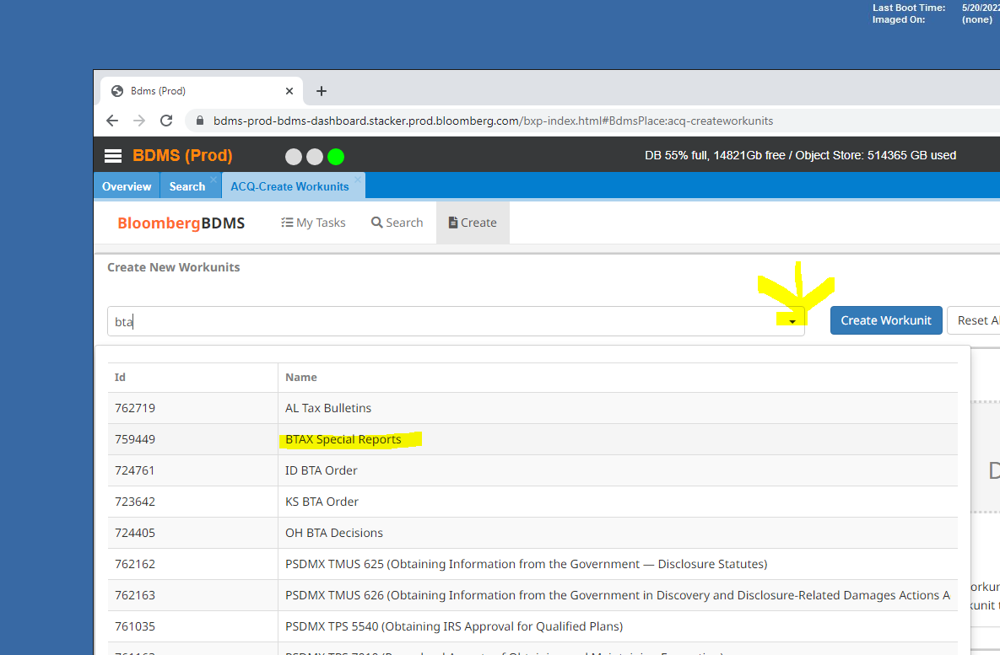 Last Boot Time: 5/20/2022
Imaged On: (none)
Bdms (Prod)
bdms-prod-bdms-dashboard.stacker.prod.bloomberg.com/bxp-index.html#BdmsPlace:acq-createworkunits
BDMS (Prod) DB 55% full, 14821Gb free / Object Store: 514365 GB used
Overview Search ACQ-Create Workunits
BloombergBDMS My Tasks Search Create
Create New Workunits
bta Create Workunit Reset Al
Id Name
762719 AL Tax Bulletins
759449 BTAX Special Reports
724761 ID BTA Order
D
723642 KS BTA Order
724405 OH BTA Decisions
762162 PSDMX TMUS 625 (Obtaining Information from the Government — Disclosure Statutes)
762163 PSDMX TMUS 626 (Obtaining Information from the Government in Discovery and Disclosure-Related Damages Actions A
orkun
kunit t
761035 PSDMX TPS 5540 (Obtaining IRS Approval for Qualified Plans)